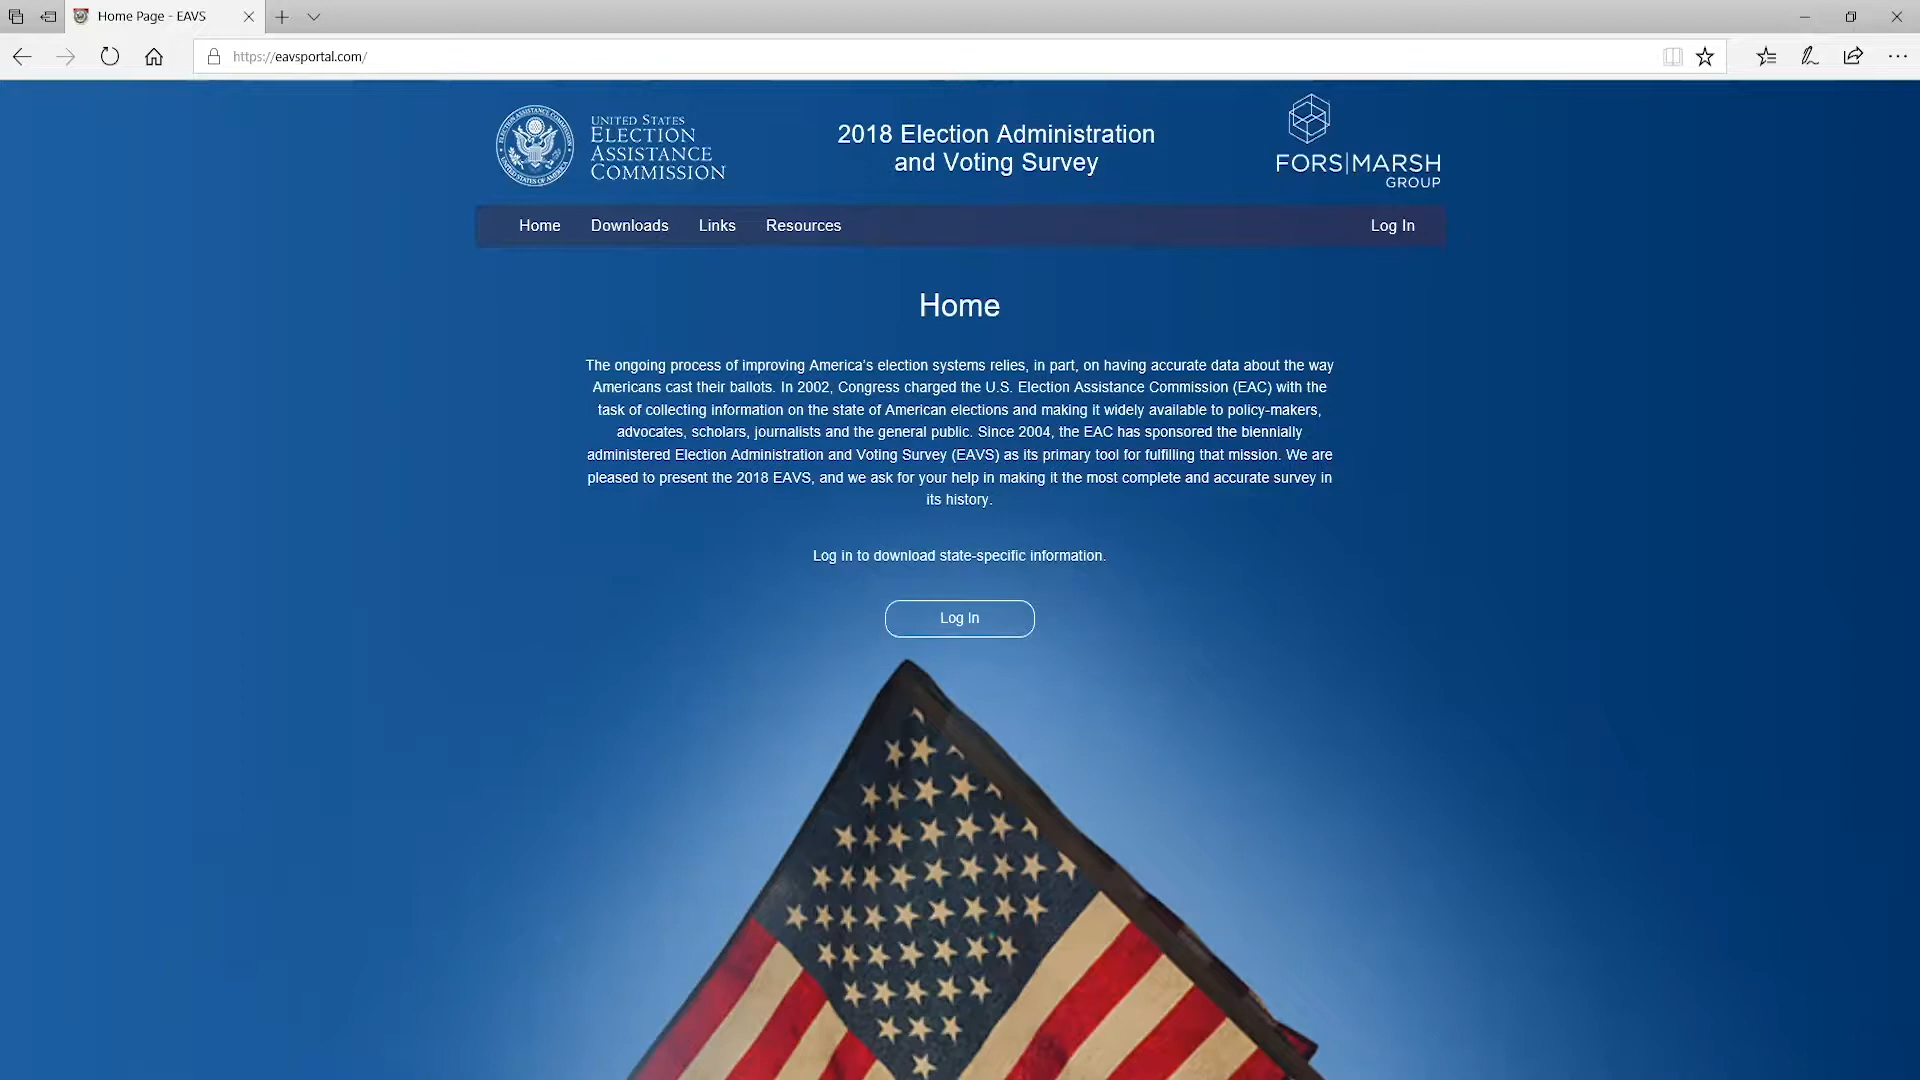 Home Page - EAVS
https://eavsportal.com/
UNITED STATES
ELECTION
ASSISTANCE
COMMISSION
2018 Election Administration
and Voting Survey
FORS|MARSH
GROUP
Home Downloads Links Resources Log In
Home
The ongoing process of improving America's election systems relies, in part, on having accurate data about the way
Americans cast their ballots. In 2002, Congress charged the U.S. Election Assistance Commission (EAC) with the
task of collecting information on the state of American elections and making it widely available to policy-makers,
advocates, scholars, journalists and the general public. Since 2004, the EAC has sponsored the biennially
administered Election Administration and Voting Survey (EAVS) as its primary tool for fulfilling that mission. We are
pleased to present the 2018 EAVS, and we ask for your help in making it the most complete and accurate survey in
its history.
Log in to download state-specific information.
Log In